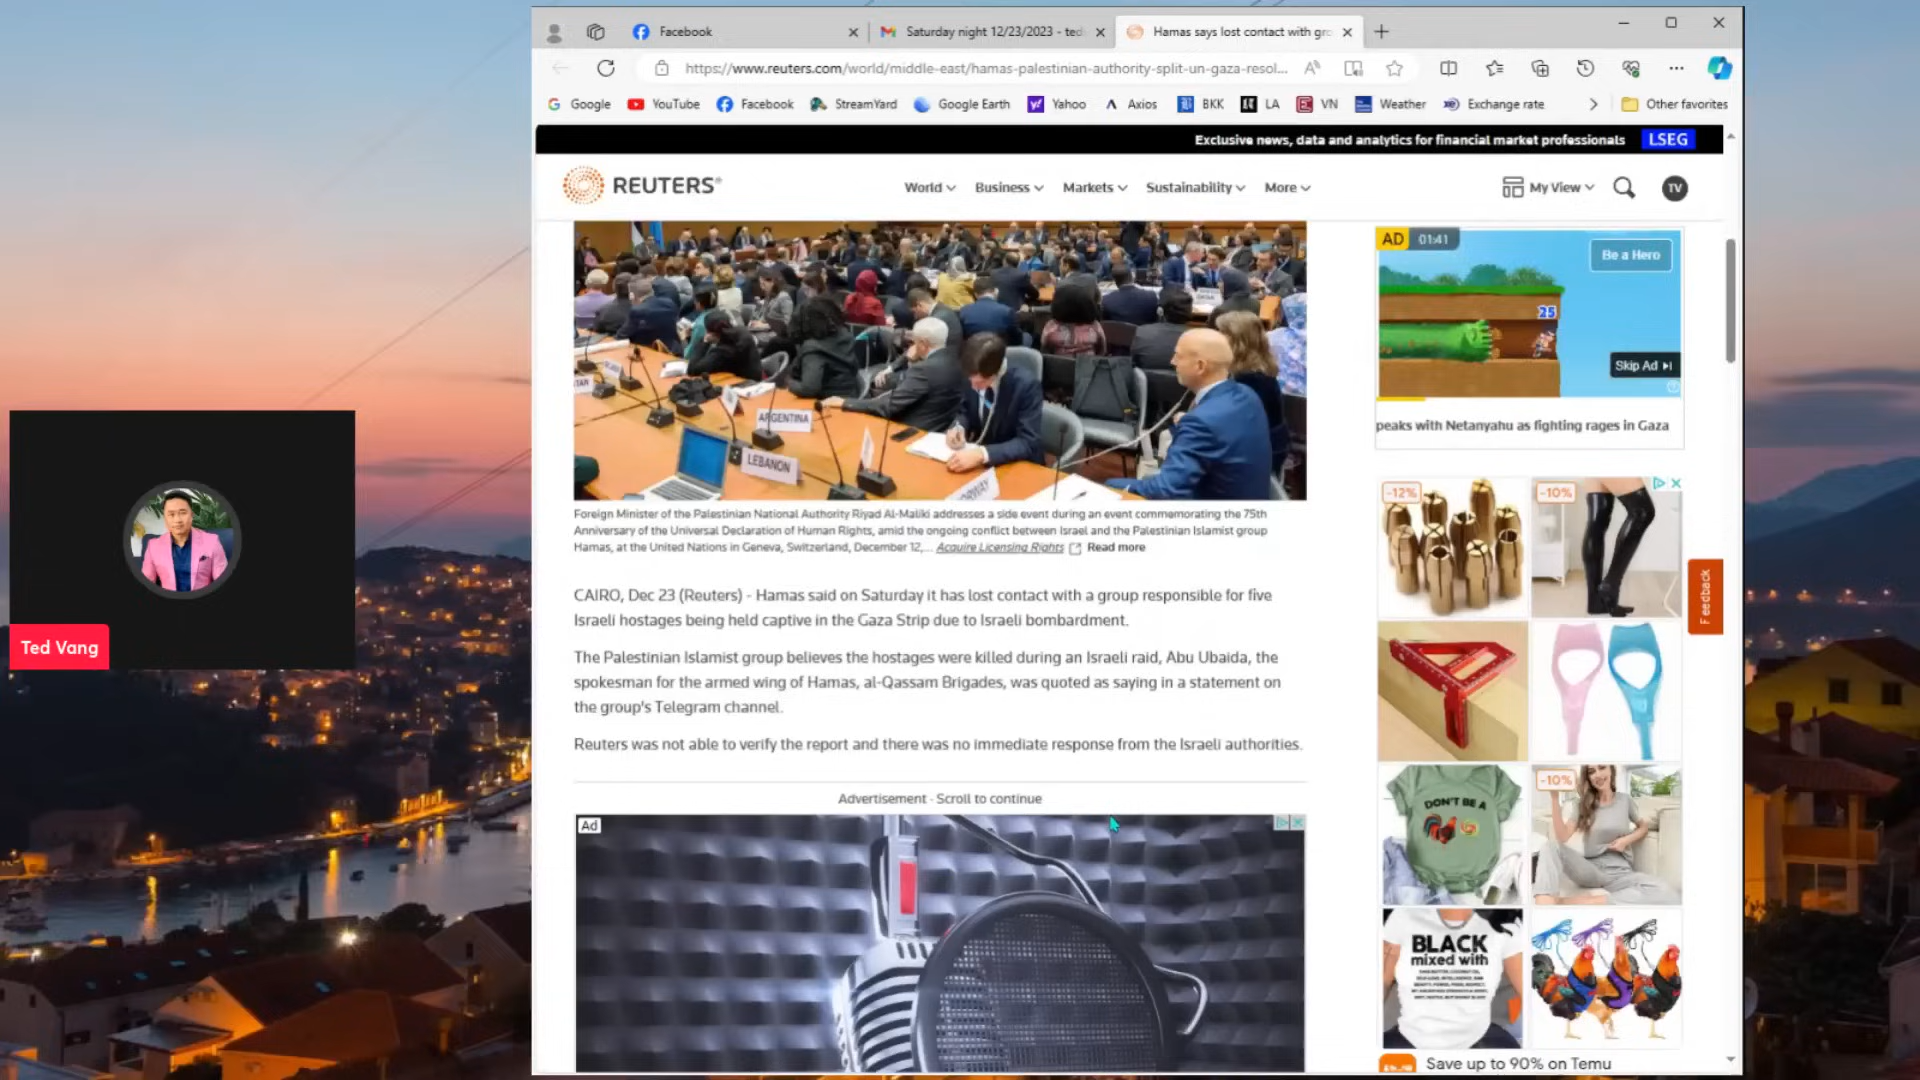 Facebook
Saturday night 12/23/2023 - ted
Hamas says lost contact with gro
https://www.reuters.com/world/middle-east/hamas-palestinian-authority-split-un-gaza-resol...
Google
YouTube
Facebook
StreamYard
Google Earth
Yahoo
Axios
BKK
LA
VN
Weather
Exchange rate
Other favorites
Exclusive news, data and analytics for financial market professionals
LSEG
REUTERS
World
Business
Markets
Sustainability
More
My View
TV
ARGENTINA
LEBANON
NORWAY
AD 01:41
Be a Hero
25
Skip Ad
peaks with Netanyahu as fighting rages in Gaza
Foreign Minister of the Palestinian National Authority Riyad Al-Maliki addresses a side event during an event commemorating the 75th
Anniversary of the Universal Declaration of Human Rights, amid the ongoing conflict between Israel and the Palestinian Islamist group
Hamas, at the United Nations in Geneva, Switzerland, December 12,... Acquire Licensing Rights Read more
CAIRO, Dec 23 (Reuters) - Hamas said on Saturday it has lost contact with a group responsible for five
Israeli hostages being held captive in the Gaza Strip due to Israeli bombardment.
The Palestinian Islamist group believes the hostages were killed during an Israeli raid, Abu Ubaida, the
spokesman for the armed wing of Hamas, al-Qassam Brigades, was quoted as saying in a statement on
the group's Telegram channel.
Reuters was not able to verify the report and there was no immediate response from the Israeli authorities.
Advertisement · Scroll to continue
Ad
-12%
-10%
Feedback
DON'T BE A
-10%
BLACK
mixed with
Save up to 90% on Temu
Ted Vang